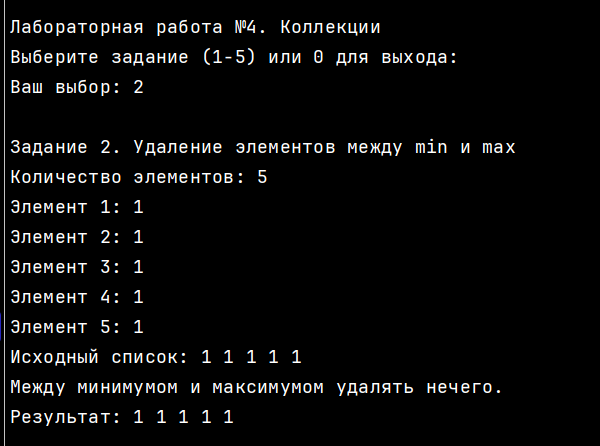 Лабораторная работа №4. Коллекции
Выберите задание (1-5) или 0 для выхода:
Ваш выбор: 2
Задание 2. Удаление элементов между min и max
Количество элементов: 5
Элемент 1: 1
Элемент 2: 1
Элемент 3: 1
Элемент 4: 1
Элемент 5: 1
Исходный список: 1 1 1 1 1
Между минимумом и максимумом удалять нечего.
Результат: 1 1 1 1 1